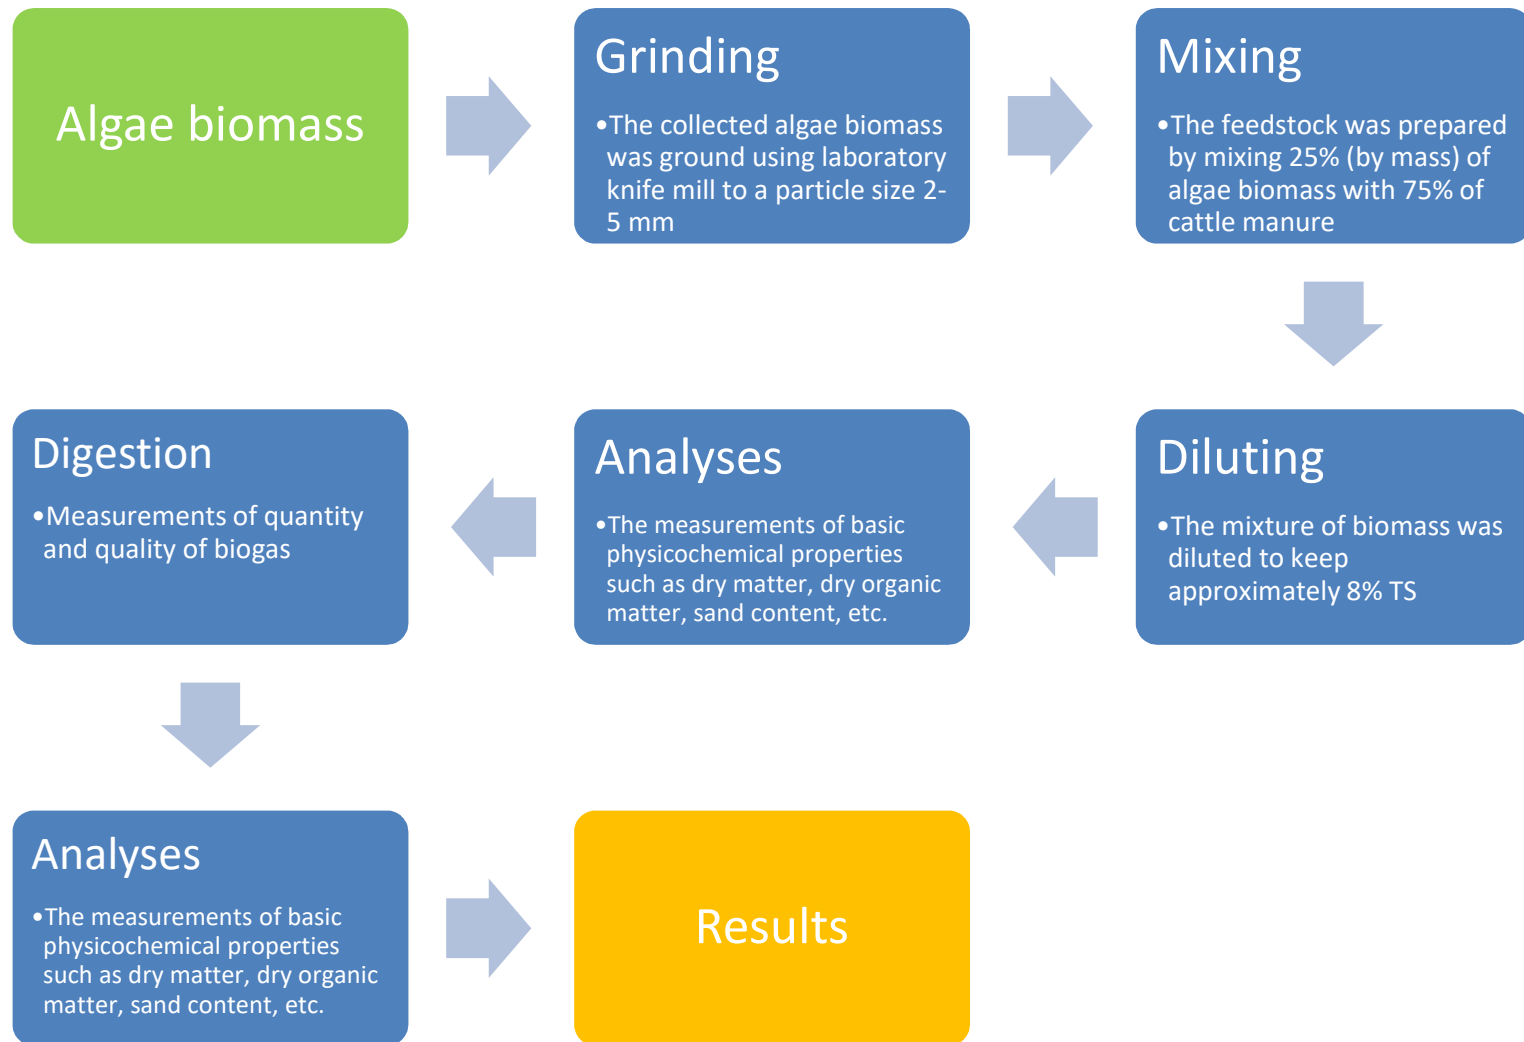 Algae biomass
Grinding
•The collected algae biomass
was ground using laboratory
knife mill to a particle size 2-
5 mm
Mixing
•The feedstock was prepared
by mixing 25% (by mass) of
algae biomass with 75% of
cattle manure
Diluting
•The mixture of biomass was
diluted to keep
approximately 8% TS
Analyses
•The measurements of basic
physicochemical properties
such as dry matter, dry organic
matter, sand content, etc.
Digestion
•Measurements of quantity
and quality of biogas
Analyses
•The measurements of basic
physicochemical properties
such as dry matter, dry organic
matter, sand content, etc.
Results